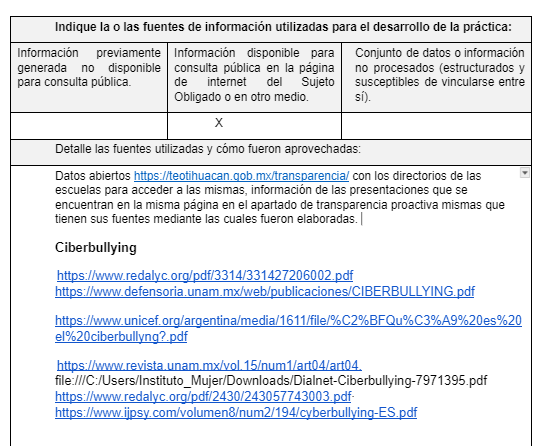 Indique la o las fuentes de información utilizadas para el desarrollo de la práctica:
Información previamente generada no disponible para consulta pública.
Información disponible para consulta pública en la página de internet del Sujeto Obligado o en otro medio.
Conjunto de datos o información no procesados (estructurados y susceptibles de vincularse entre sí).
X
Detalle las fuentes utilizadas y cómo fueron aprovechadas:
Datos abiertos https://teotihuacan.gob.mx/transparencia/ con los directorios de las
escuelas para acceder a las mismas, información de las presentaciones que se
encuentran en la misma página en el apartado de transparencia proactiva mismas que
tienen sus fuentes mediante las cuales fueron elaboradas.
Ciberbullying
https://www.redalyc.org/pdf/3314/331427206002.pdf
https://www.defensoria.unam.mx/web/publicaciones/CIBERBULLYING.pdf
https://www.unicef.org/argentina/media/1611/file/%C2%BFQu%C3%A9%20es%20
el%20ciberbullyng?.pdf
https://www.revista.unam.mx/vol.15/num1/art04/art04.
file:///C:/Users/Instituto_Mujer/Downloads/Dialnet-Ciberbullying-7971395.pdf
https://www.redalyc.org/pdf/2430/243057743003.pdf·
https://www.ijpsy.com/volumen8/num2/194/cyberbullying-ES.pdf